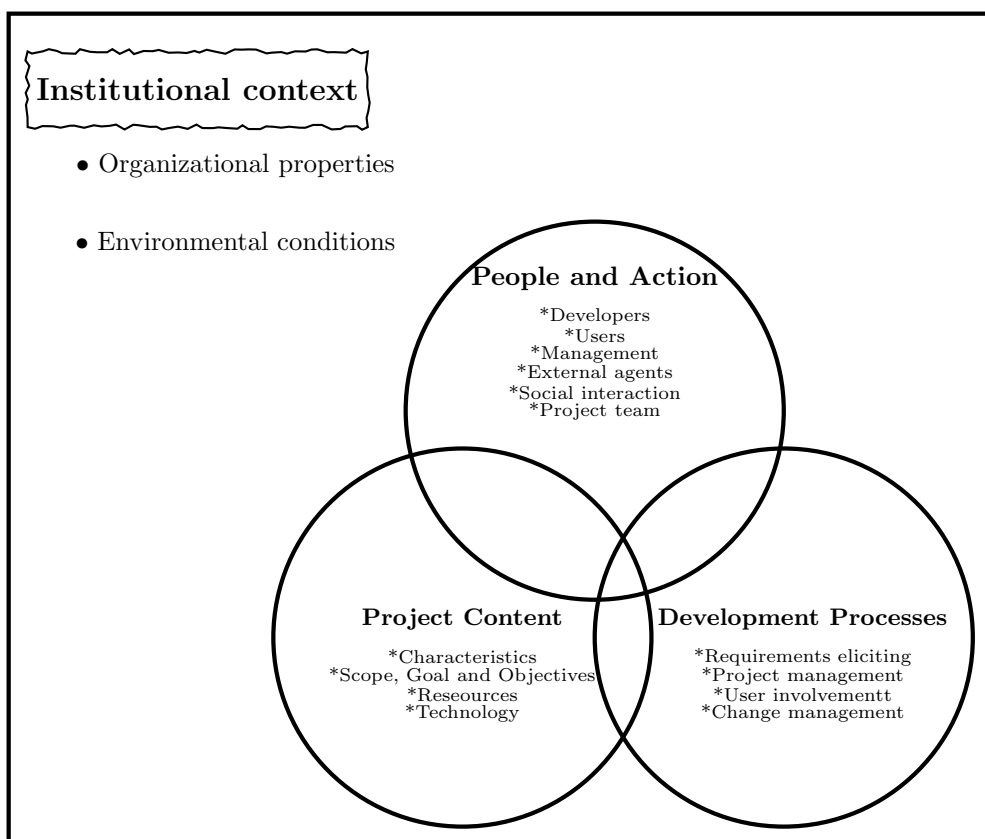 Institutional context
• Organizational properties
• Environmental conditions
People and Action
*Developers
*Users
*Management
*External agents
*Social interaction
*Project team
Project Content
*Characteristics
*Scope, Goal and Objectives
*Reseources
*Technology
Development Processes
*Requirements eliciting
*Project management
*User involvementt
*Change management